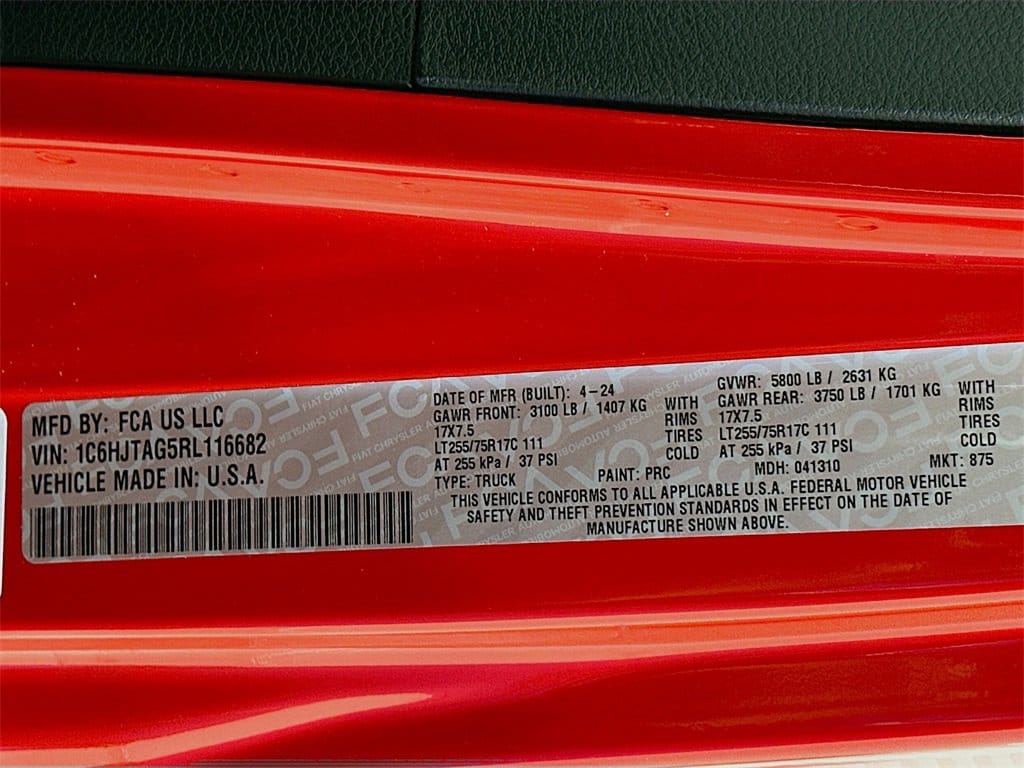 MFD BY: FCA US LLC
VIN: 1C6HJTAG5RL116682
VEHICLE MADE IN: U.S.A.
DATE OF MFR (BUILT): 4-24
GAWR FRONT: 3100 LB / 1407 KG WITH
17X7.5 RIMS
LT255/75R17C 111 TIRES
AT 255 kPa / 37 PSI COLD
TYPE: TRUCK PAINT: PRC
GVWR: 5800 LB / 2631 KG
GAWR REAR: 3750 LB / 1701 KG WITH
17X7.5 RIMS
LT255/75R17C 111 TIRES
AT 255 kPa / 37 PSI COLD
MDH: 041310 MKT: 875
THIS VEHICLE CONFORMS TO ALL APPLICABLE U.S.A. FEDERAL MOTOR VEHICLE
SAFETY AND THEFT PREVENTION STANDARDS IN EFFECT ON THE DATE OF
MANUFACTURE SHOWN ABOVE.